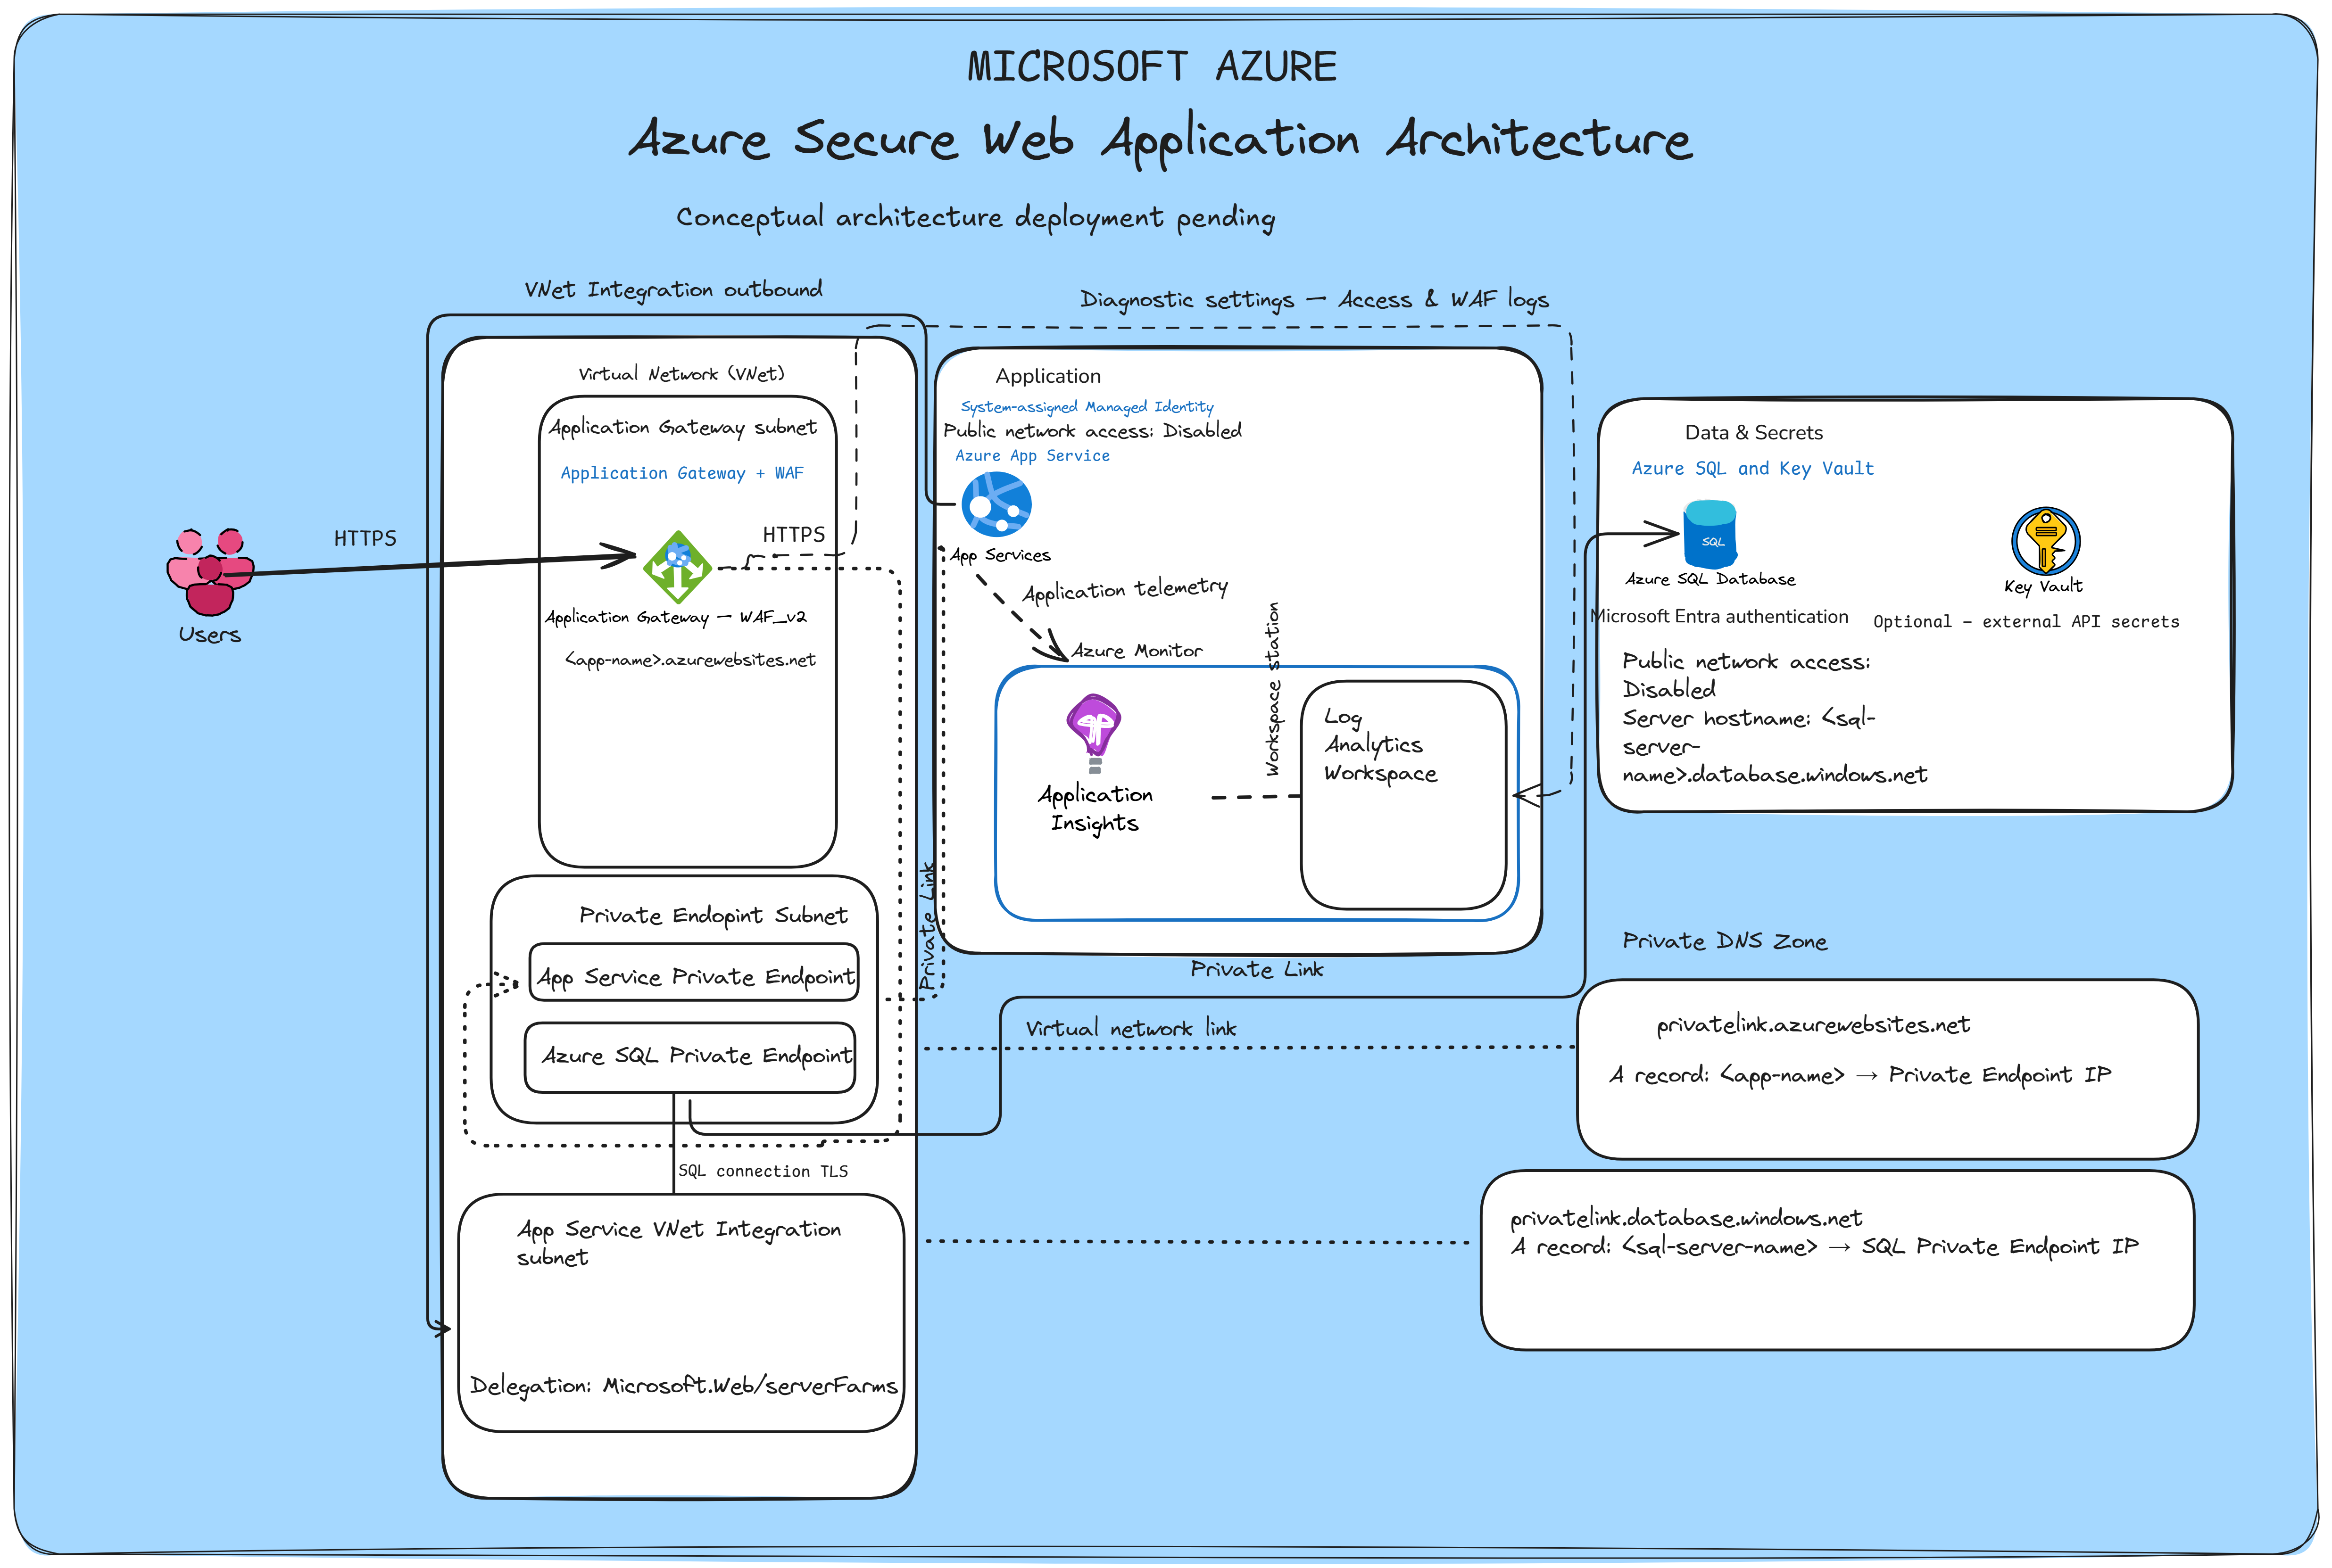 MICROSOFT AZURE
Azure Secure Web Application Architecture
Conceptual architecture deployment pending
VNet Integration outbound
Diagnostic settings — Access & WAF logs
Virtual Network (VNet)
Application Gateway subnet
Application Gateway + WAF
HTTPS
HTTPS
Users
Application Gateway — WAF_v2
<app-name>.azurewebsites.net
Private Endopint Subnet
App Service Private Endpoint
Azure SQL Private Endpoint
SQL connection TLS
App Service VNet Integration
subnet
Delegation: Microsoft.Web/serverFarms
Private Link
Application
System-assigned Managed Identity
Public network access: Disabled
Azure App Service
App Services
Application telemetry
Azure Monitor
Workspace station
Application
Insights
Log
Analytics
Workspace
Private Link
Virtual network link
Data & Secrets
Azure SQL and Key Vault
SQL
Azure SQL Database
Key Vault
Microsoft Entra authentication
Optional – external API secrets
Public network access:
Disabled
Server hostname: <sql-
server-
name>.database.windows.net
Private DNS Zone
privatelink.azurewebsites.net
A record: <app-name> → Private Endpoint IP
privatelink.database.windows.net
A record: <sql-server-name> → SQL Private Endpoint IP